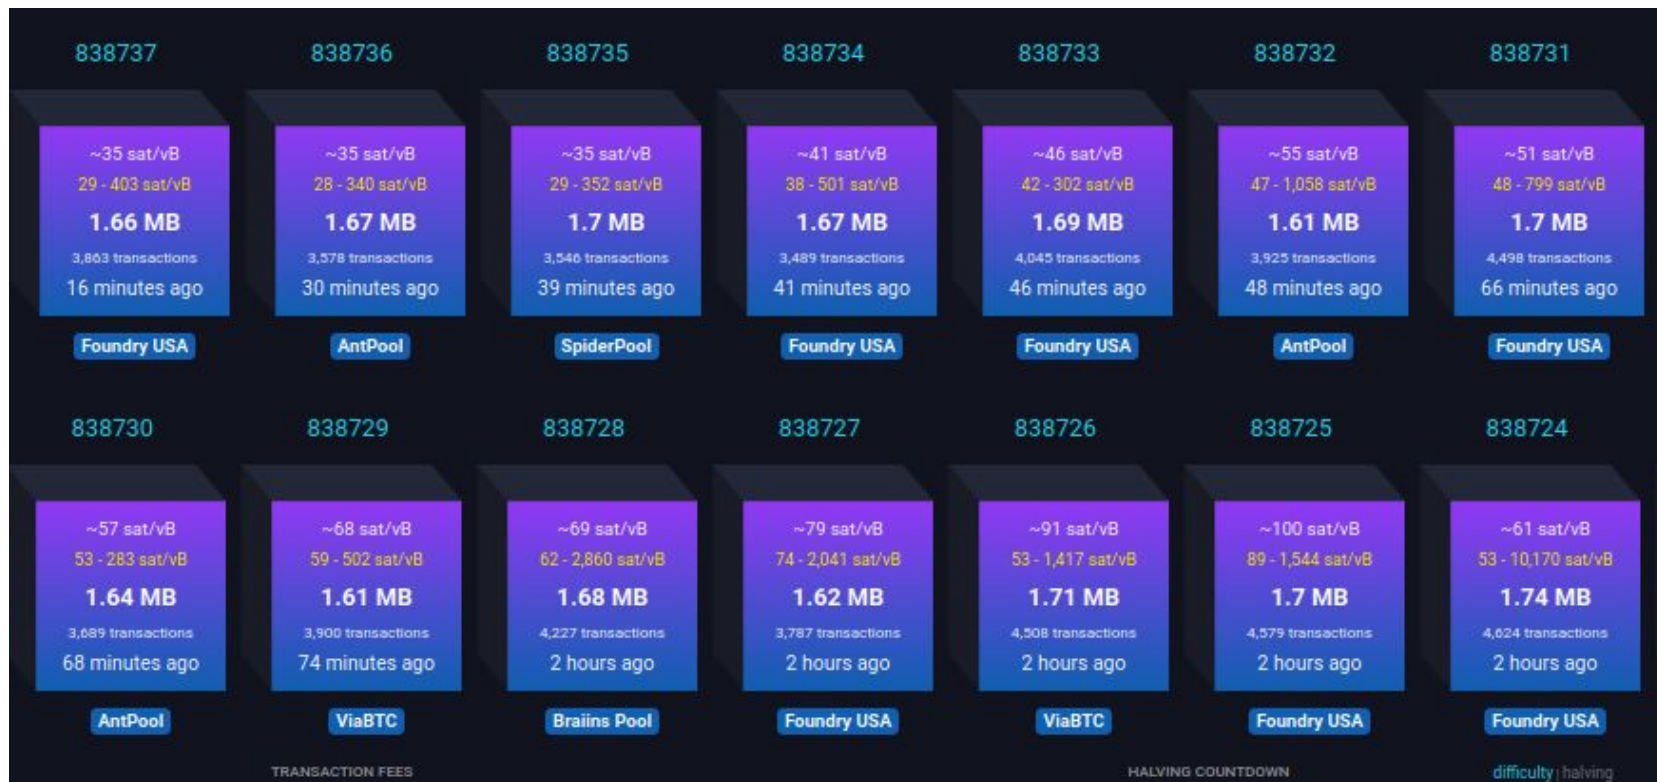 838737 838736 838735 838734 838733 838732 838731
~35 sat/vB ~35 sat/vB ~35 sat/vB ~41 sat/vB ~46 sat/vB ~55 sat/vB ~51 sat/vB
29 - 403 sat/vB 28 - 340 sat/vB 29 - 352 sat/vB 38 - 501 sat/vB 42 - 302 sat/vB 47 - 1,058 sat/vB 48 - 799 sat/vB
1.66 MB 1.67 MB 1.7 MB 1.67 MB 1.69 MB 1.61 MB 1.7 MB
3,863 transactions 3,578 transactions 3,546 transactions 3,489 transactions 4,045 transactions 3,925 transactions 4,498 transactions
16 minutes ago 30 minutes ago 39 minutes ago 41 minutes ago 46 minutes ago 48 minutes ago 66 minutes ago
Foundry USA AntPool SpiderPool Foundry USA Foundry USA AntPool Foundry USA
838730 838729 838728 838727 838726 838725 838724
~57 sat/vB ~68 sat/vB ~69 sat/vB ~79 sat/vB ~91 sat/vB ~100 sat/vB ~61 sat/vB
53 - 283 sat/vB 59 - 502 sat/vB 62 - 2,860 sat/vB 74 - 2,041 sat/vB 53 - 1,417 sat/vB 89 - 1,544 sat/vB 53 - 10,170 sat/vB
1.64 MB 1.61 MB 1.68 MB 1.62 MB 1.71 MB 1.7 MB 1.74 MB
3,689 transactions 3,900 transactions 4,227 transactions 3,787 transactions 4,508 transactions 4,579 transactions 4,624 transactions
68 minutes ago 74 minutes ago 2 hours ago 2 hours ago 2 hours ago 2 hours ago 2 hours ago
AntPool ViaBTC Braiins Pool Foundry USA ViaBTC Foundry USA Foundry USA
TRANSACTION FEES HALVING COUNTDOWN difficulty | halving